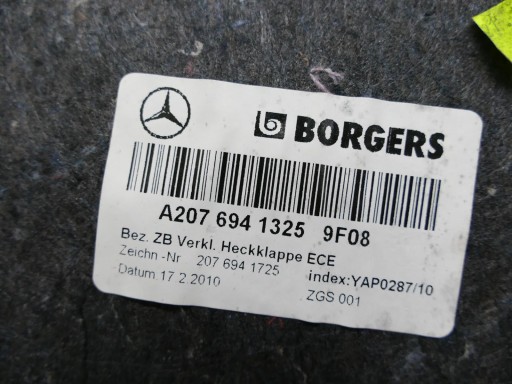 BORGERS
A207 694 1325 9F08
Bez. ZB Verkl. Heckklappe ECE
Zeichn -Nr 207 694 1725 index:YAP0287/10
Datum:17.2.2010 ZGS 001